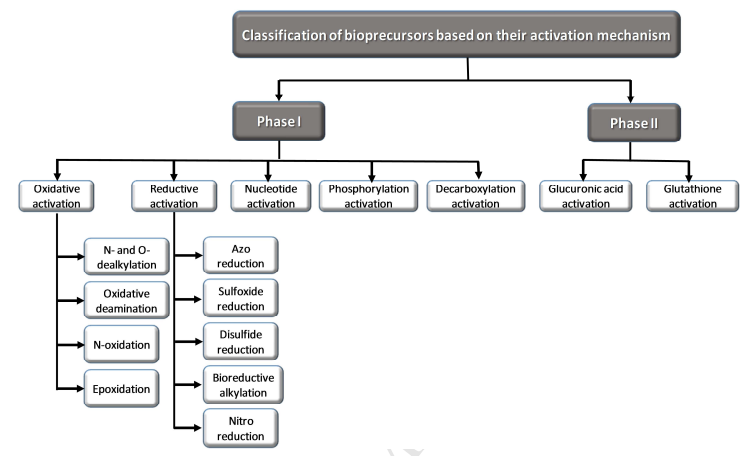 Classification of bioprecursors based on their activation mechanism
Phase I
Phase II
Oxidative
activation
Reductive
activation
Nucleotide
activation
Phosphorylation
activation
Decarboxylation
activation
Glucuronic acid
activation
Glutathione
activation
N- and O-
dealkylation
Oxidative
deamination
N-oxidation
Epoxidation
Azo
reduction
Sulfoxide
reduction
Disulfide
reduction
Bioreductive
alkylation
Nitro
reduction